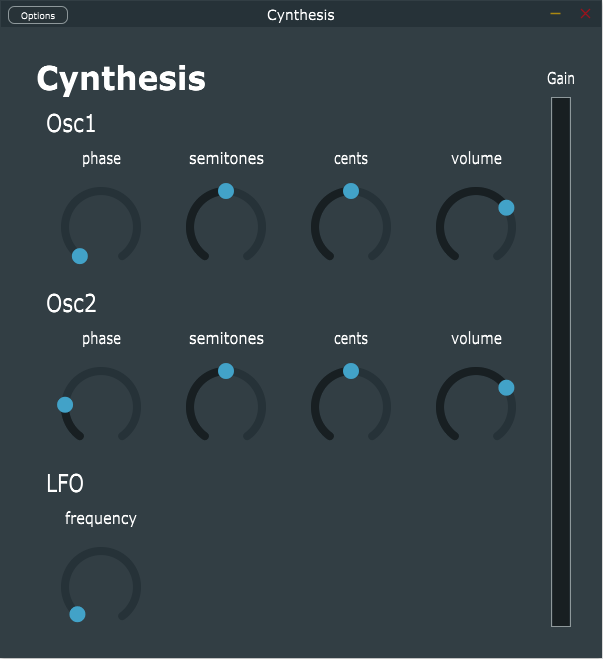 Options
Cynthesis
Cynthesis
Gain
Osc1
phase semitones cents volume
Osc2
phase semitones cents volume
LFO
frequency